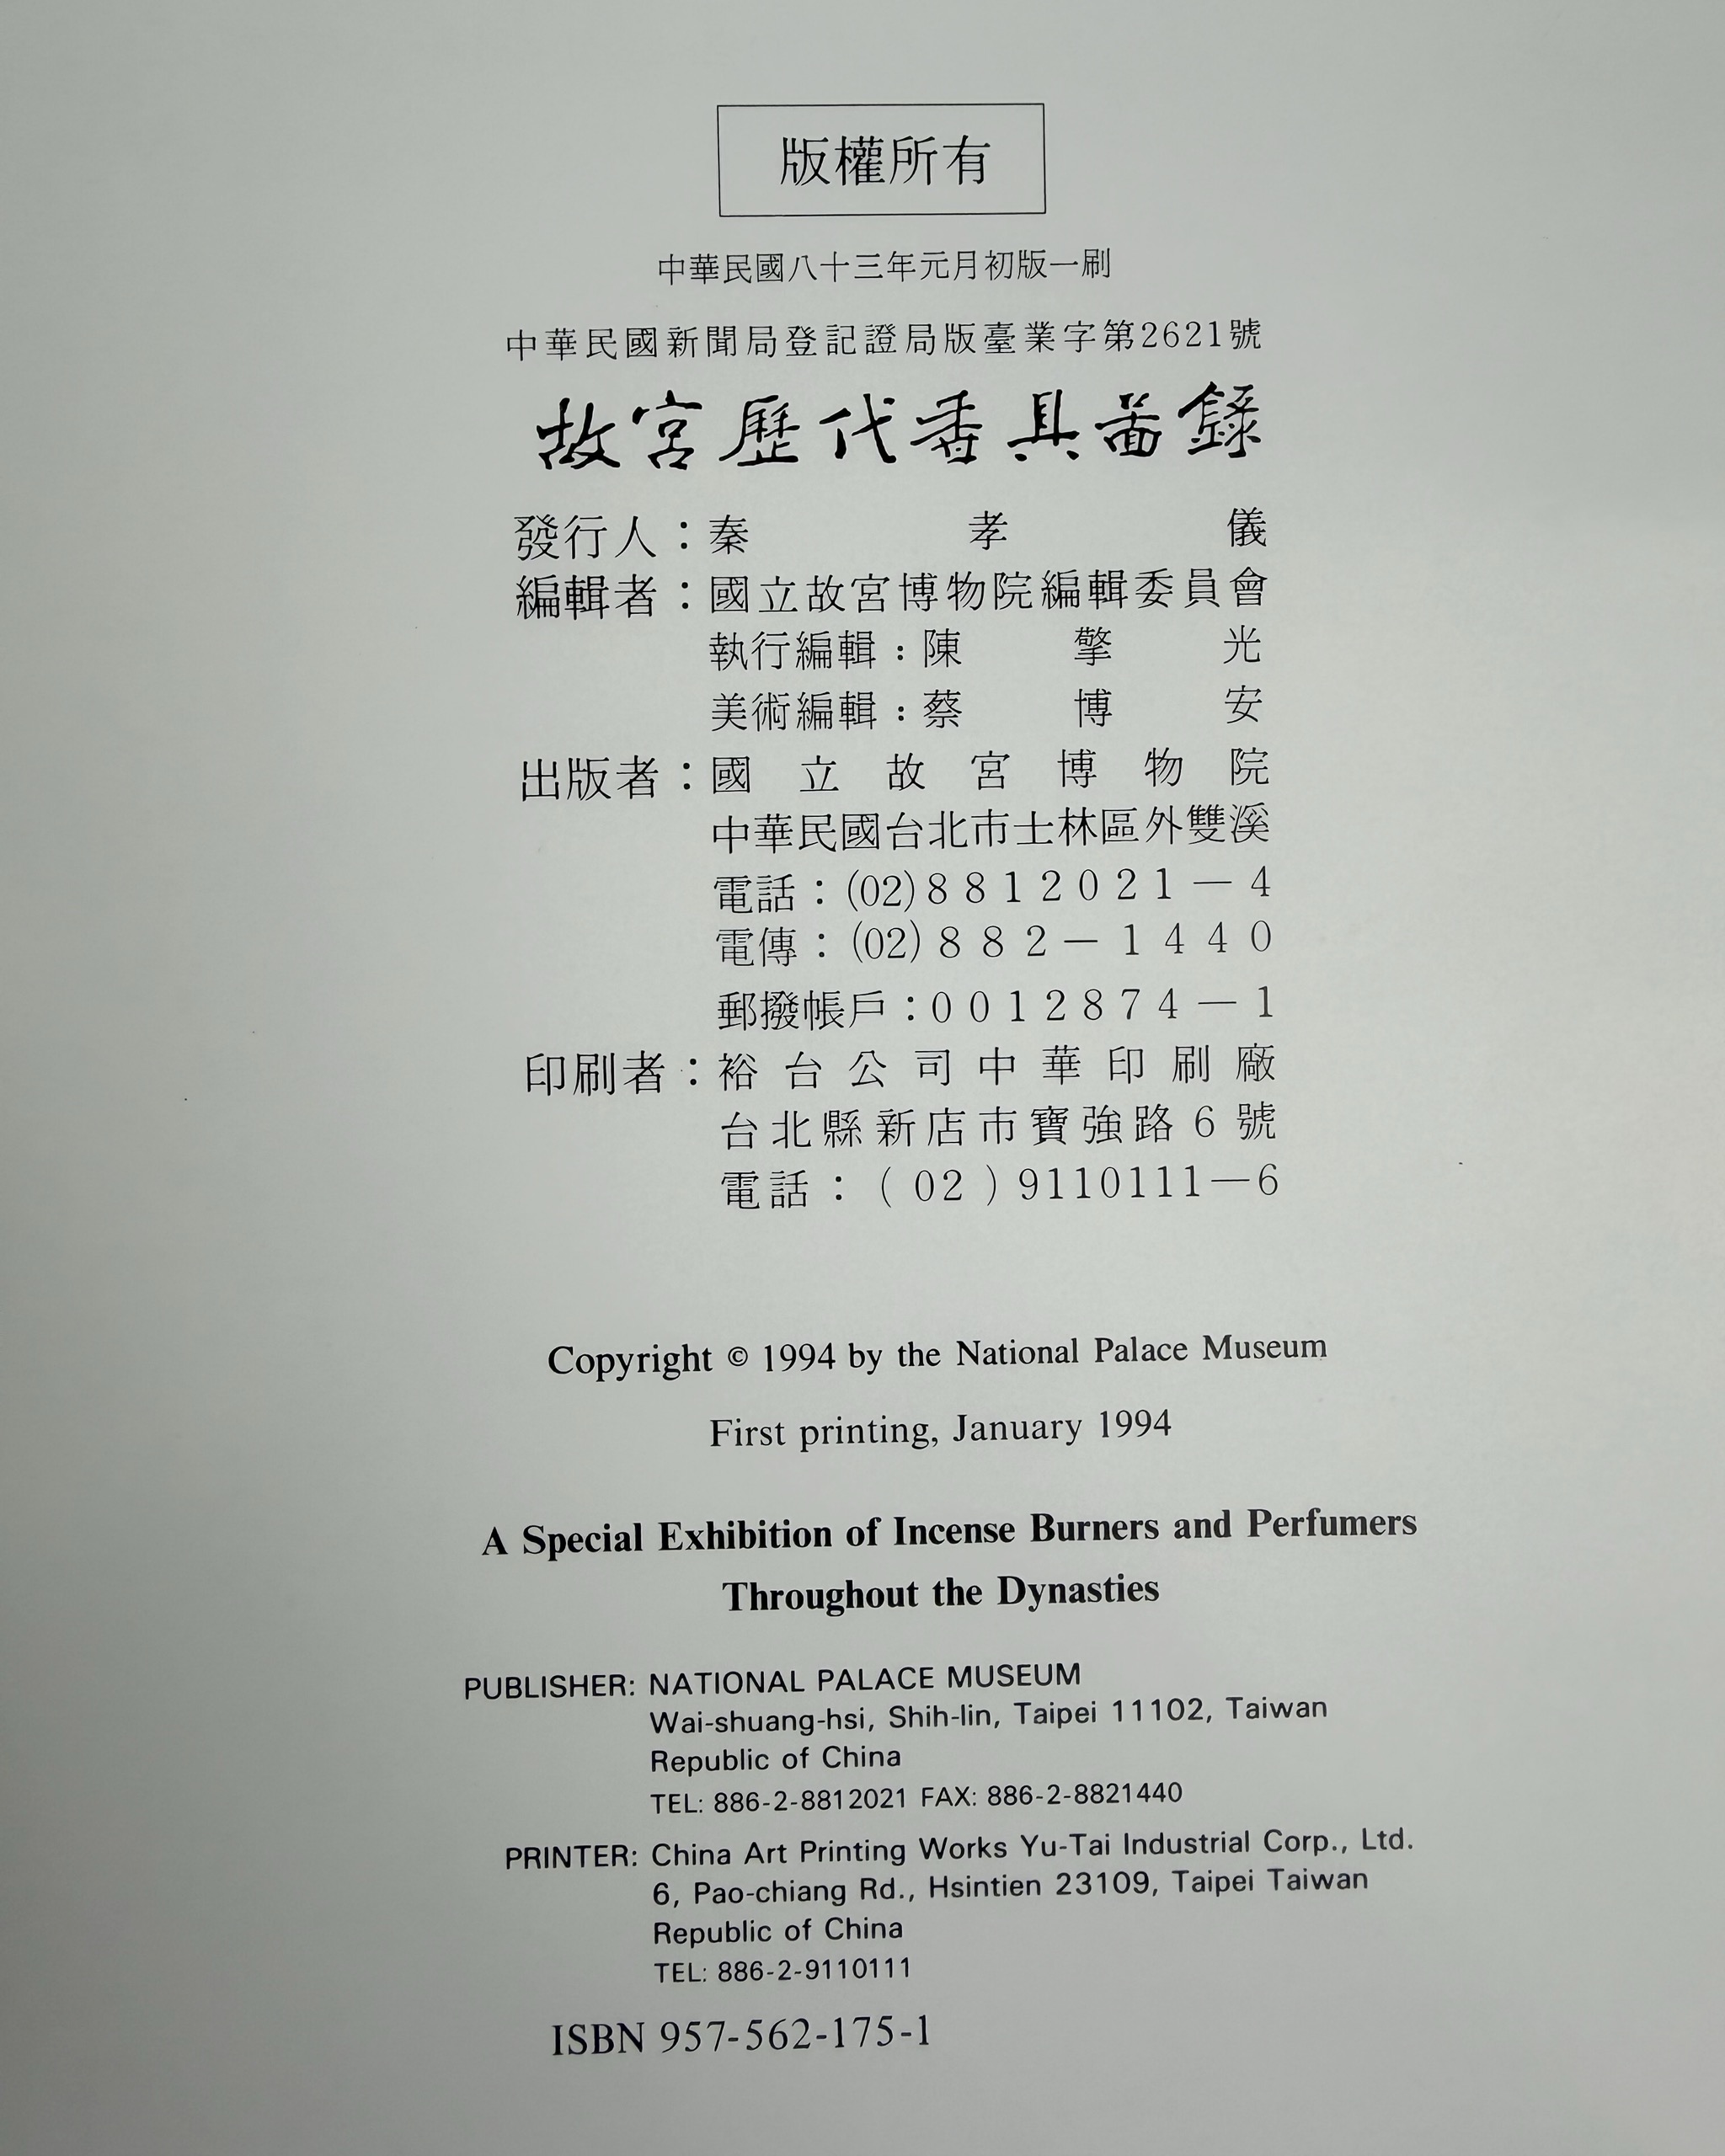 版權所有
中華民國八十三年元月初版一刷
中華民國新聞局登記證局版臺業字第2621號
故宮歷代香具圖錄
發行人：秦孝儀
編輯者：國立故宮博物院編輯委員會
執行編輯：陳擎光
美術編輯：蔡博安
出版者：國立故宮博物院
中華民國台北市士林區外雙溪
電話：(02)8812021—4
電傳：(02)882—1440
郵撥帳戶：0012874—1
印刷者：裕台公司中華印刷廠
台北縣新店市寶強路6號
電話：(02)9110111—6
Copyright © 1994 by the National Palace Museum
First printing, January 1994
A Special Exhibition of Incense Burners and Perfumers
Throughout the Dynasties
PUBLISHER: NATIONAL PALACE MUSEUM
Wai-shuang-hsi, Shih-lin, Taipei 11102, Taiwan
Republic of China
TEL: 886-2-8812021 FAX: 886-2-8821440
PRINTER: China Art Printing Works Yu-Tai Industrial Corp., Ltd.
6, Pao-chiang Rd., Hsintien 23109, Taipei Taiwan
Republic of China
TEL: 886-2-9110111
ISBN 957-562-175-1